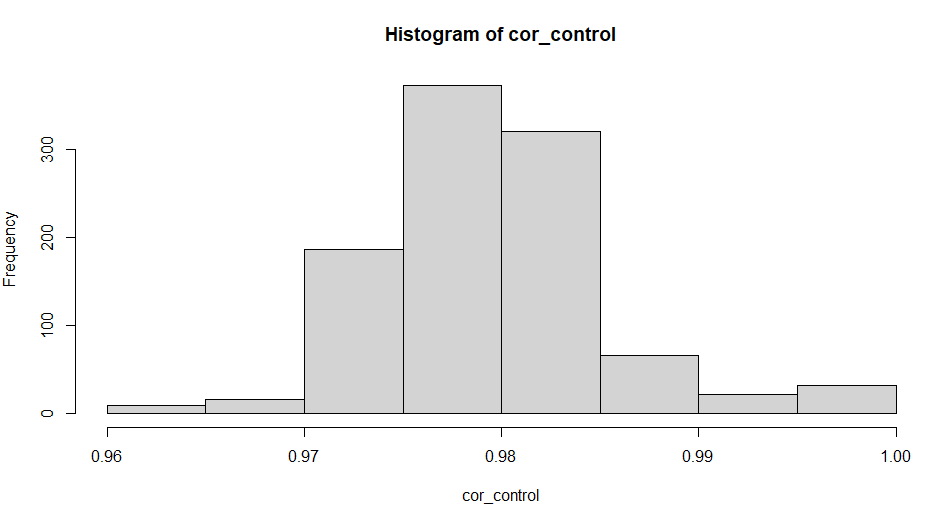 Histogram of cor_control
Frequency
300
200
100
0
0.96 0.97 0.98 0.99 1.00
cor_control